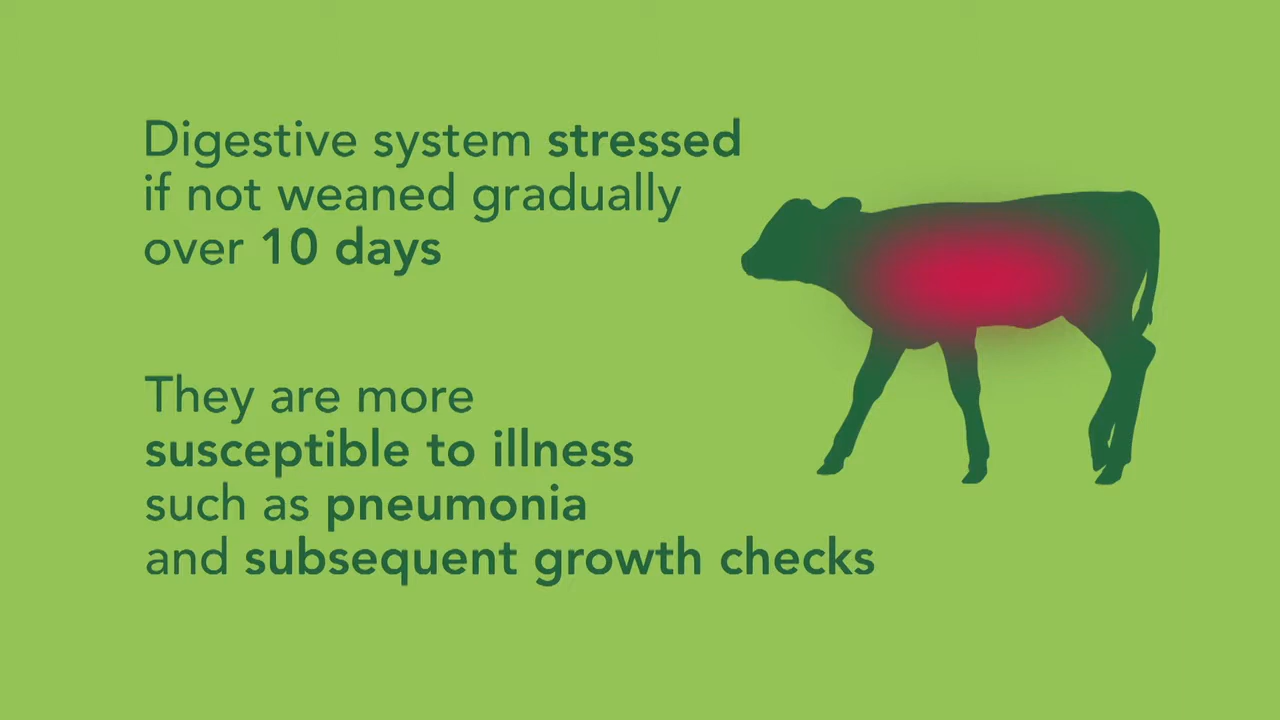 Digestive system stressed
if not weaned gradually
over 10 days
They are more
susceptible to illness
such as pneumonia
and subsequent growth checks